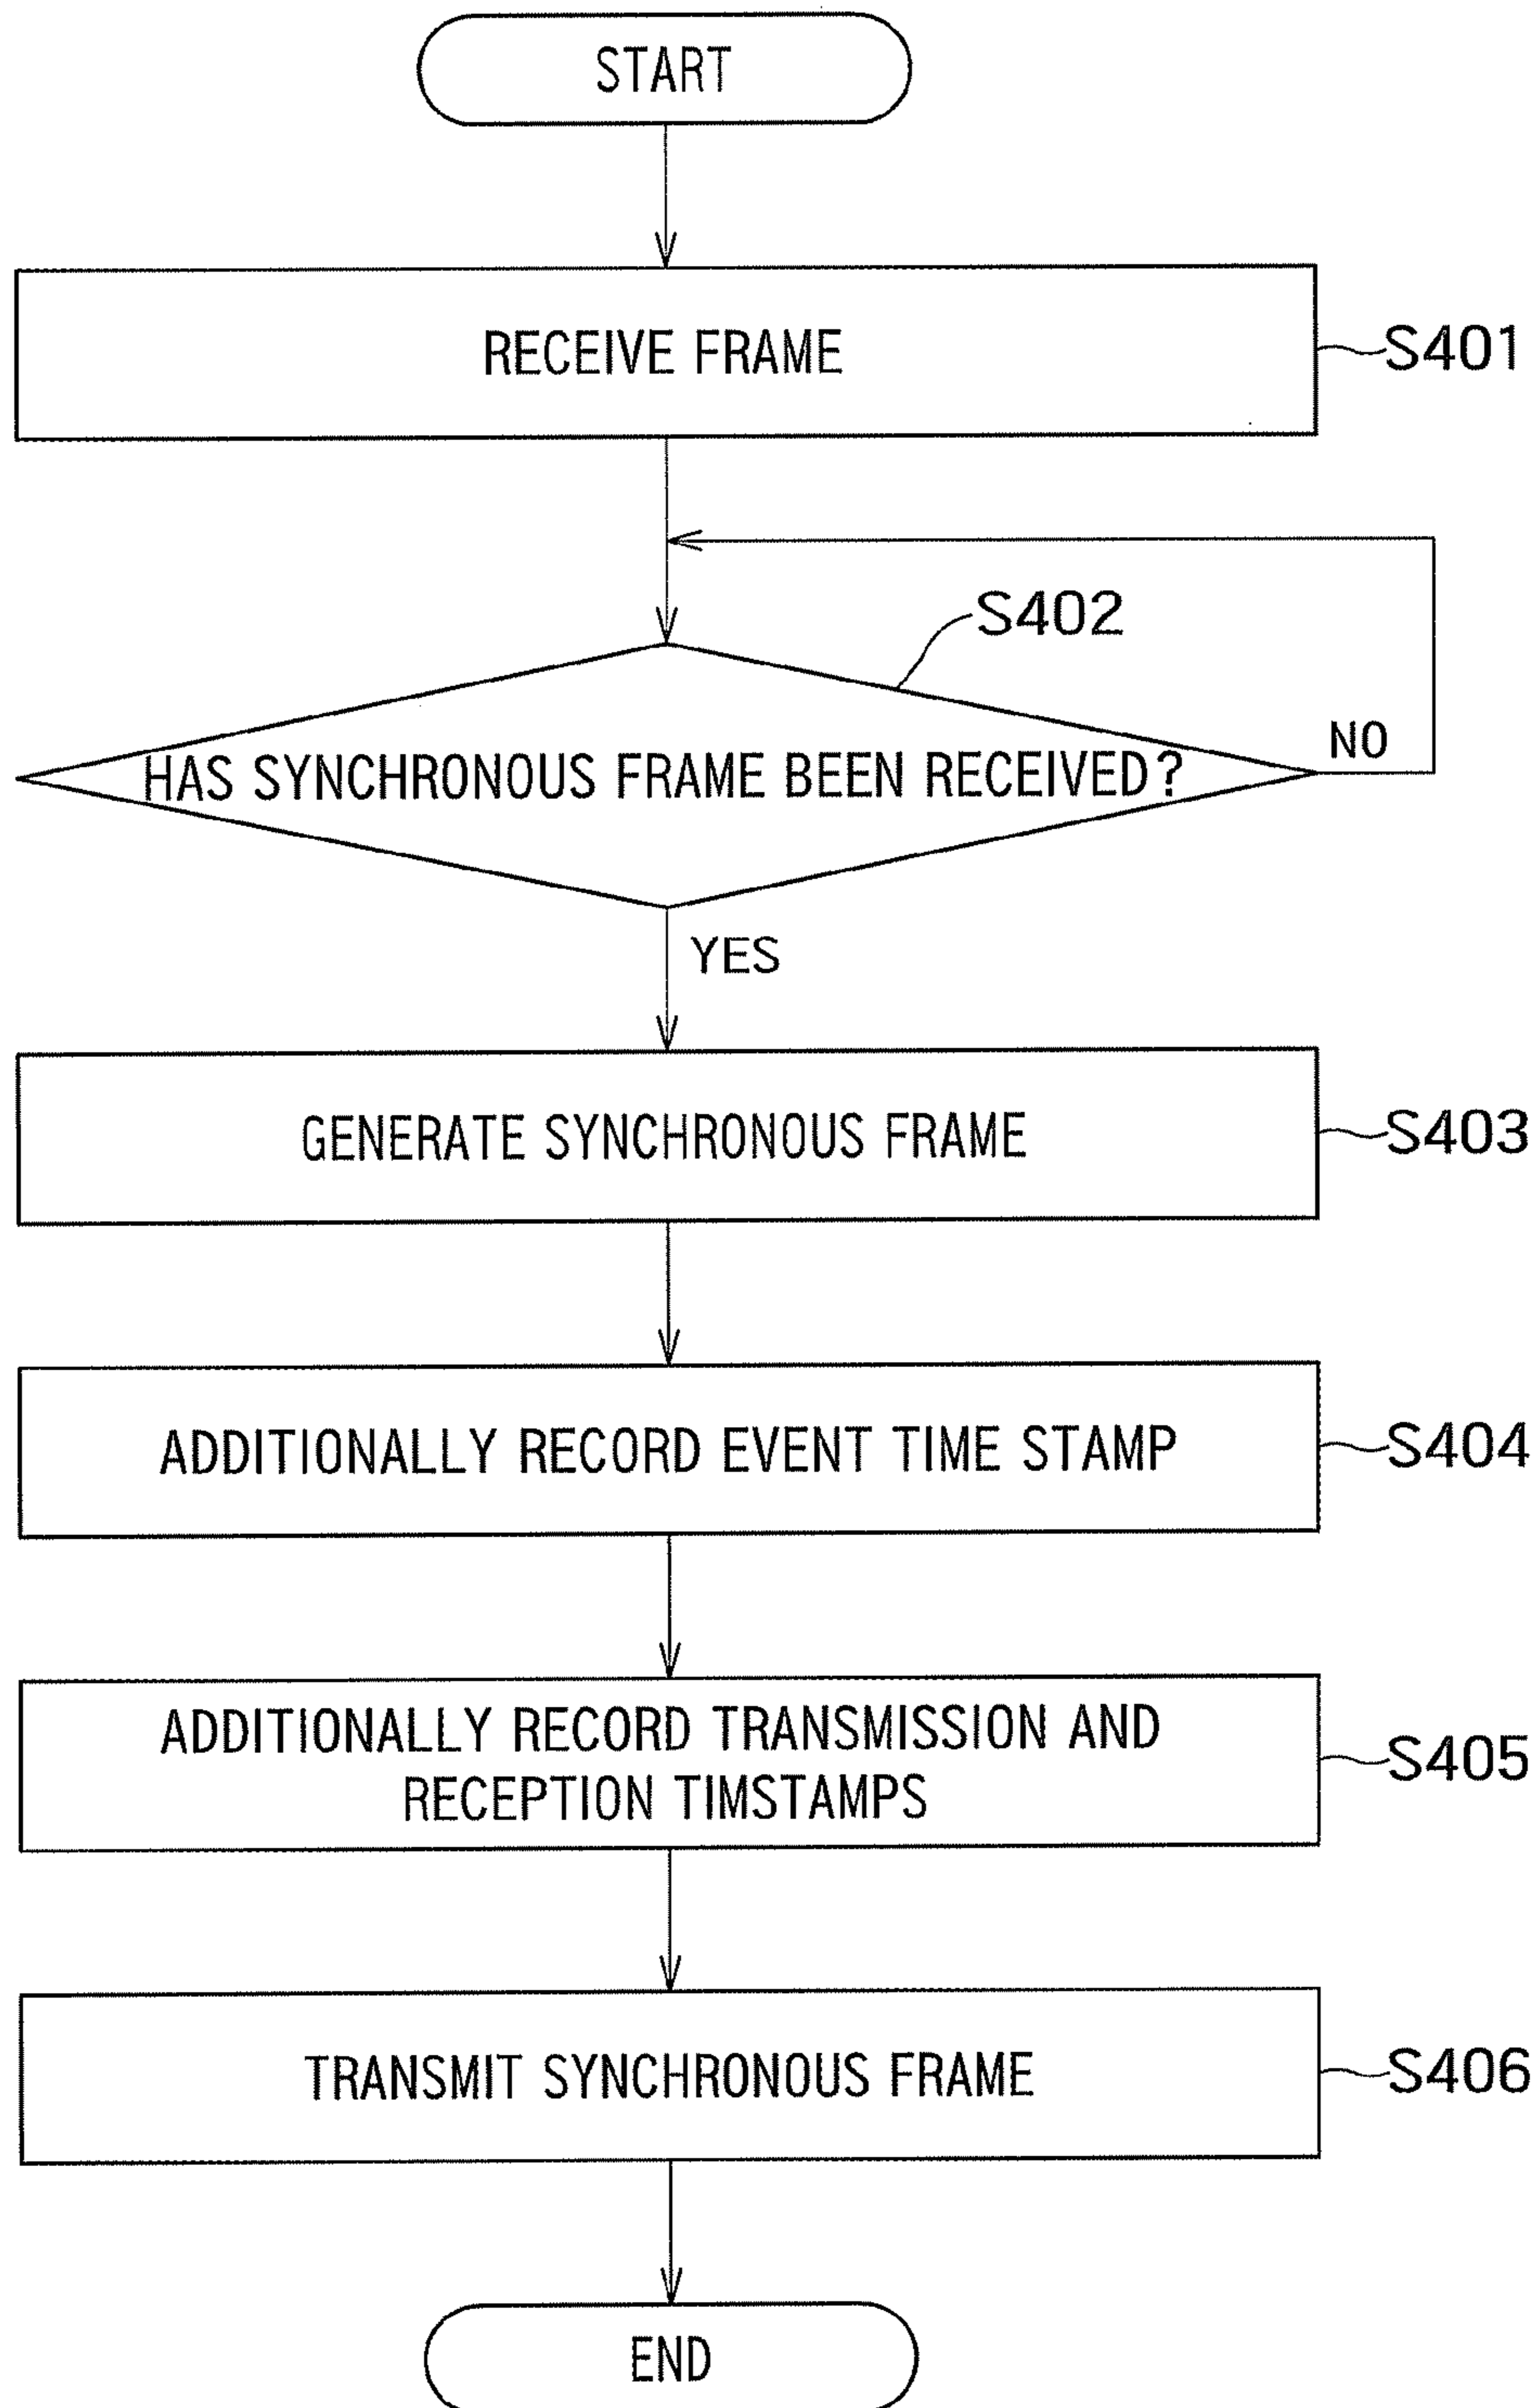 START
RECEIVE FRAME
S401
S402
HAS SYNCHRONOUS FRAME BEEN RECEIVED?
NO
YES
GENERATE SYNCHRONOUS FRAME
S403
ADDITIONALLY RECORD EVENT TIME STAMP
S404
ADDITIONALLY RECORD TRANSMISSION AND
RECEPTION TIMSTAMPS
S405
TRANSMIT SYNCHRONOUS FRAME
S406
END